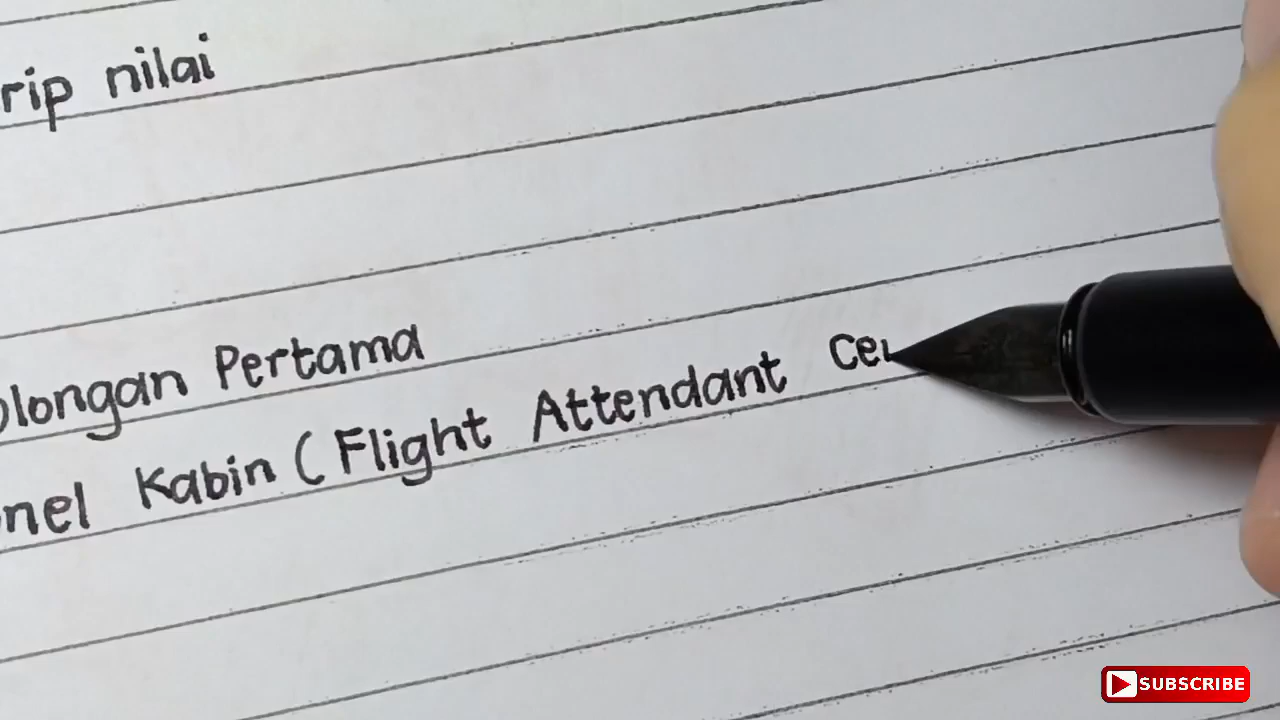 rip nilai
olongan Pertama
nel Kabin ( Flight Attendant Ce
SUBSCRIBE